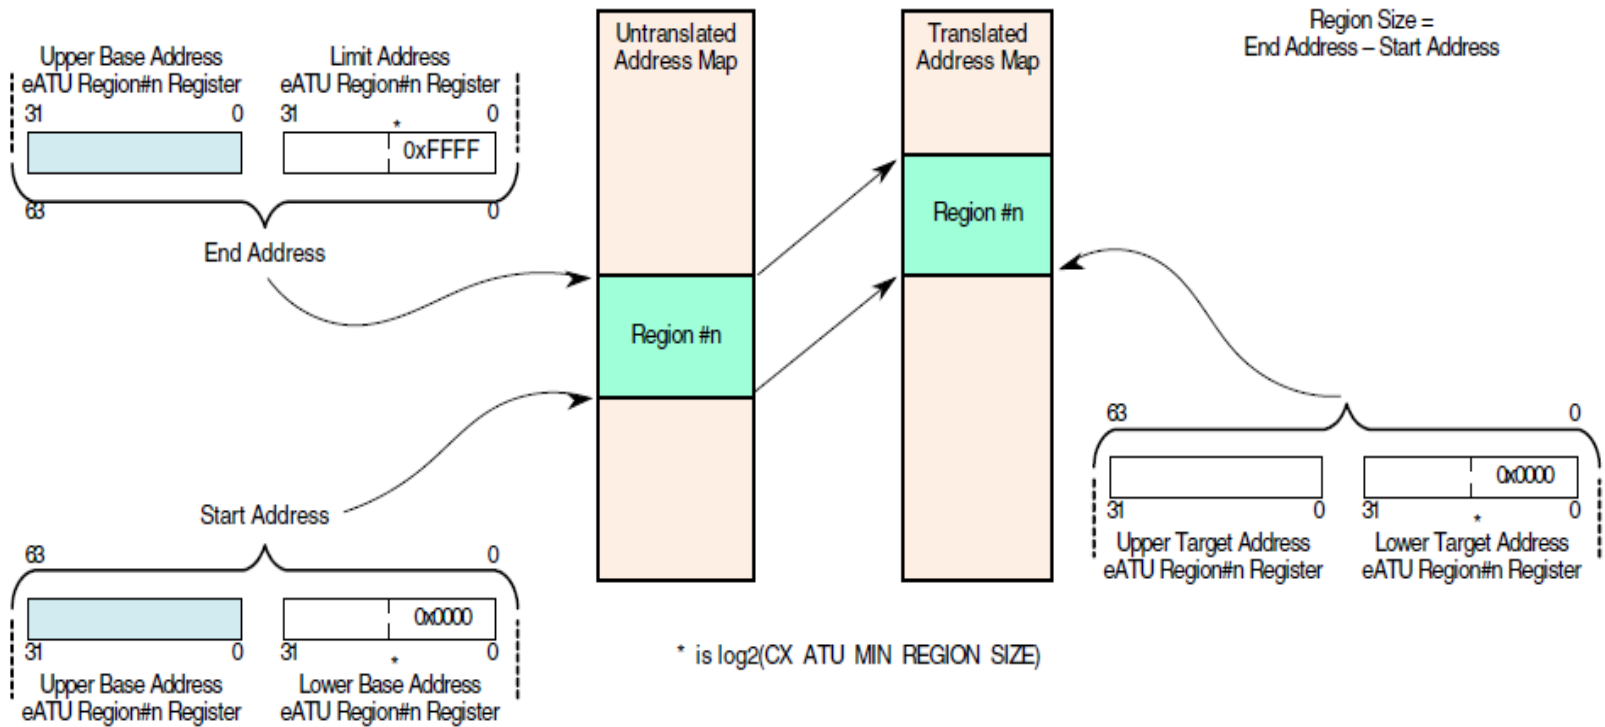 Upper Base Address
eATU Region#n Register
31 0
Limit Address
eATU Region#n Register
31 0
*
0xFFFF
63 0
End Address
Start Address
63 0
0x0000
31 0
31 0
*
Upper Base Address
eATU Region#n Register
Lower Base Address
eATU Region#n Register
Untranslated
Address Map
Region #n
Translated
Address Map
Region #n
* is log2(CX ATU MIN REGION SIZE)
Region Size =
End Address – Start Address
63 0
0x0000
31 0
31 0
*
Upper Target Address
eATU Region#n Register
Lower Target Address
eATU Region#n Register